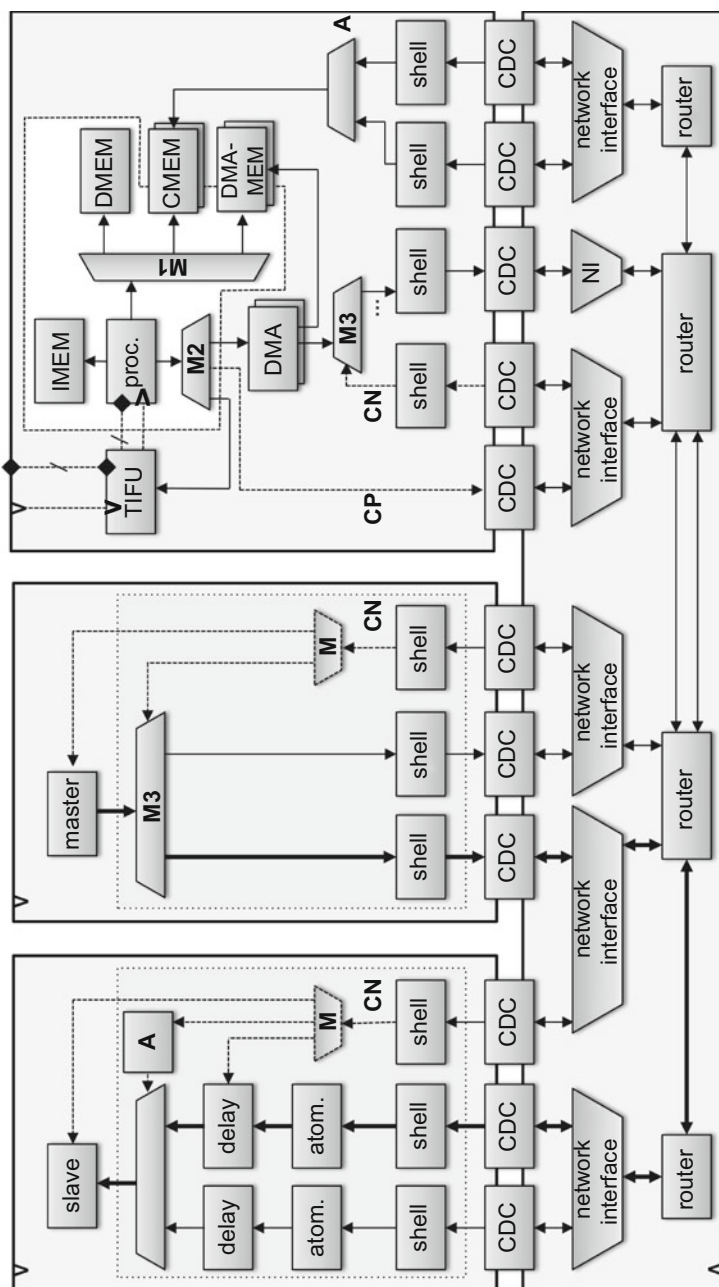 slave
A
delay
delay
M
atom.
atom.
CN
shell
shell
shell
CDC
CDC
CDC
master
M3
M
CN
shell
shell
shell
CDC
CDC
CDC
IMEM
DMEM
TIFU
proc.
M1
CMEM
M2
DMA-
MEM
DMA
A
M3
...
CP
CN
shell
shell
shell
shell
CDC
CDC
CDC
CDC
CDC
network
interface
network
interface
network
interface
network
interface
NI
network
interface
router
router
router
router